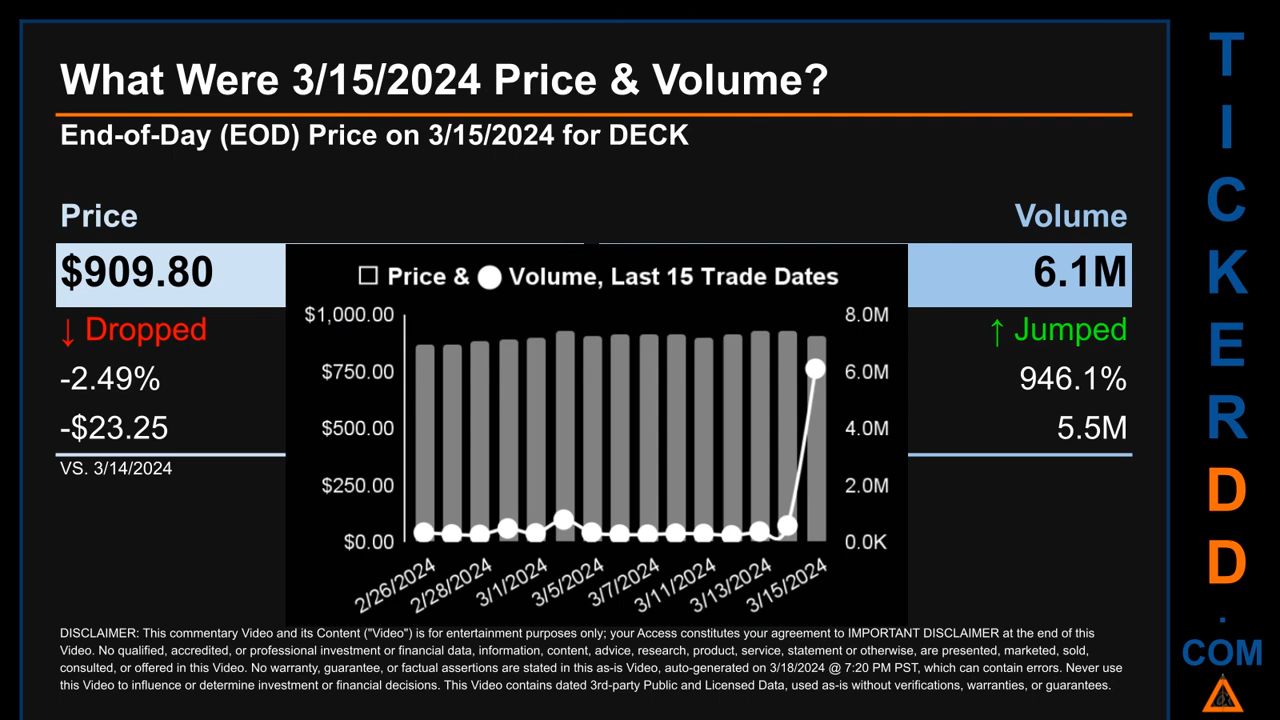 What Were 3/15/2024 Price & Volume?
End-of-Day (EOD) Price on 3/15/2024 for DECK
Price
Volume
$909.80
6.1M
↓ Dropped
↑ Jumped
-2.49%
946.1%
-$23.25
5.5M
VS. 3/14/2024
Price & Volume, Last 15 Trade Dates
$1,000.00
8.0M
$750.00
6.0M
$500.00
4.0M
$250.00
2.0M
$0.00
0.0K
2/26/2024
2/28/2024
3/1/2024
3/5/2024
3/7/2024
3/11/2024
3/13/2024
3/15/2024
DISCLAIMER: This commentary Video and its Content ("Video") is for entertainment purposes only; your Access constitutes your agreement to IMPORTANT DISCLAIMER at the end of this
Video. No qualified, accredited, or professional investment or financial data, information, content, advice, research, product, service, statement or otherwise, are presented, marketed, sold,
consulted, or offered in this Video. No warranty, guarantee, or factual assertions are stated in this as-is Video, auto-generated on 3/18/2024 @ 7:20 PM PST, which can contain errors. Never use
this Video to influence or determine investment or financial decisions. This Video contains dated 3rd-party Public and Licensed Data, used as-is without verifications, warranties, or guarantees.
T
I
C
K
E
R
D
D
.
COM